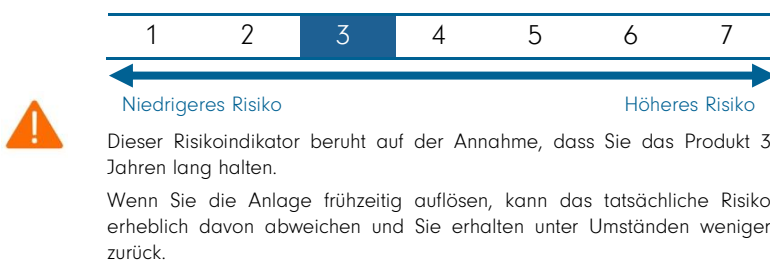 1 2 3 4 5 6 7
Niedrigeres Risiko Höheres Risiko
Dieser Risikoindikator beruht auf der Annahme, dass Sie das Produkt 3
Jahren lang halten.
Wenn Sie die Anlage frühzeitig auflösen, kann das tatsächliche Risiko
erheblich davon abweichen und Sie erhalten unter Umständen weniger
zurück.